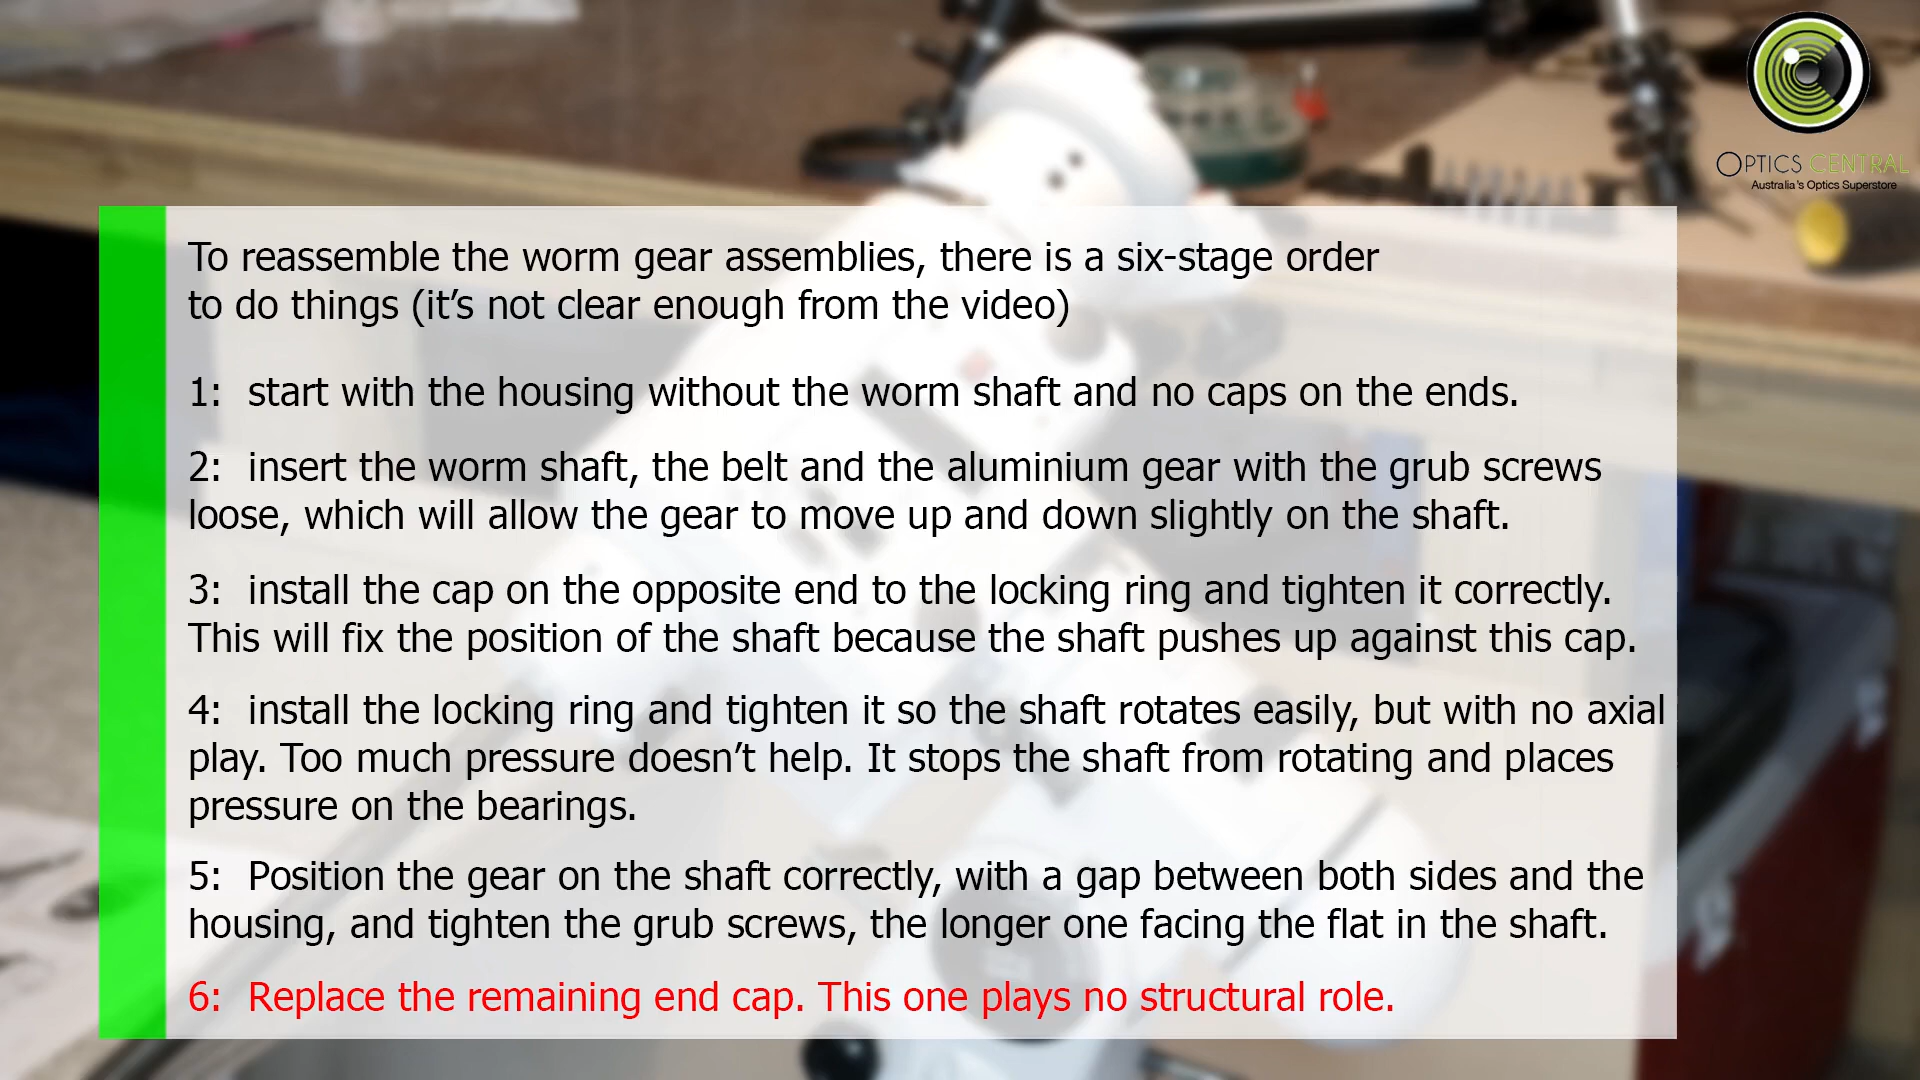 OPTICS CENTRAL
Australia's Optics Superstore
To reassemble the worm gear assemblies, there is a six-stage order
to do things (it’s not clear enough from the video)
1: start with the housing without the worm shaft and no caps on the ends.
2: insert the worm shaft, the belt and the aluminium gear with the grub screws
loose, which will allow the gear to move up and down slightly on the shaft.
3: install the cap on the opposite end to the locking ring and tighten it correctly.
This will fix the position of the shaft because the shaft pushes up against this cap.
4: install the locking ring and tighten it so the shaft rotates easily, but with no axial
play. Too much pressure doesn’t help. It stops the shaft from rotating and places
pressure on the bearings.
5: Position the gear on the shaft correctly, with a gap between both sides and the
housing, and tighten the grub screws, the longer one facing the flat in the shaft.
6: Replace the remaining end cap. This one plays no structural role.